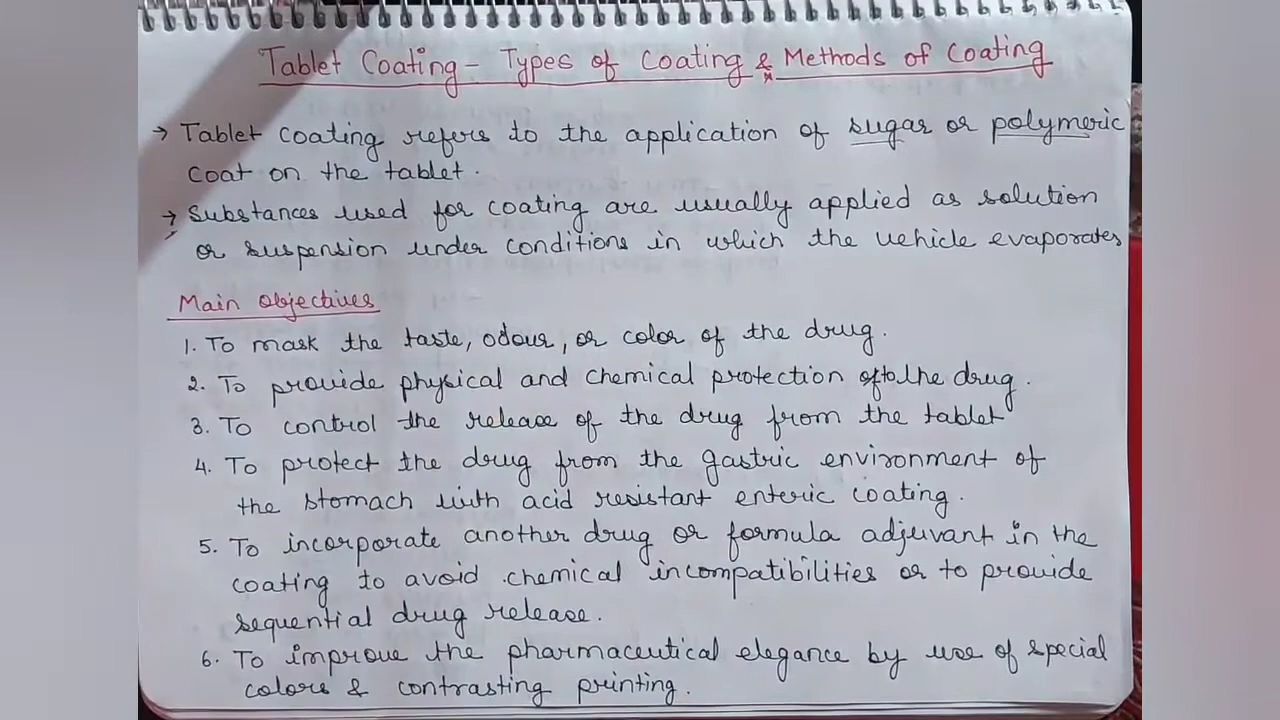 Tablet Coating - Types of Coating & Methods of Coating
→ Tablet coating refers to the application of sugar or polymeric
coat on the tablet.
→ Substances used for coating are usually applied as solution
or suspension under conditions in which the vehicle evaporates
Main Objectives
1. To mask the taste, odour, or color of the drug.
2. To provide physical and chemical protection to the drug.
3. To control the release of the drug from the tablet
4. To protect the drug from the gastric environment of
the stomach with acid resistant enteric coating.
5. To incorporate another drug or formula adjuvant in the
coating to avoid chemical incompatibilities or to provide
sequential drug release.
6. To improve the pharmaceutical elegance by use of special
colors & contrasting printing.